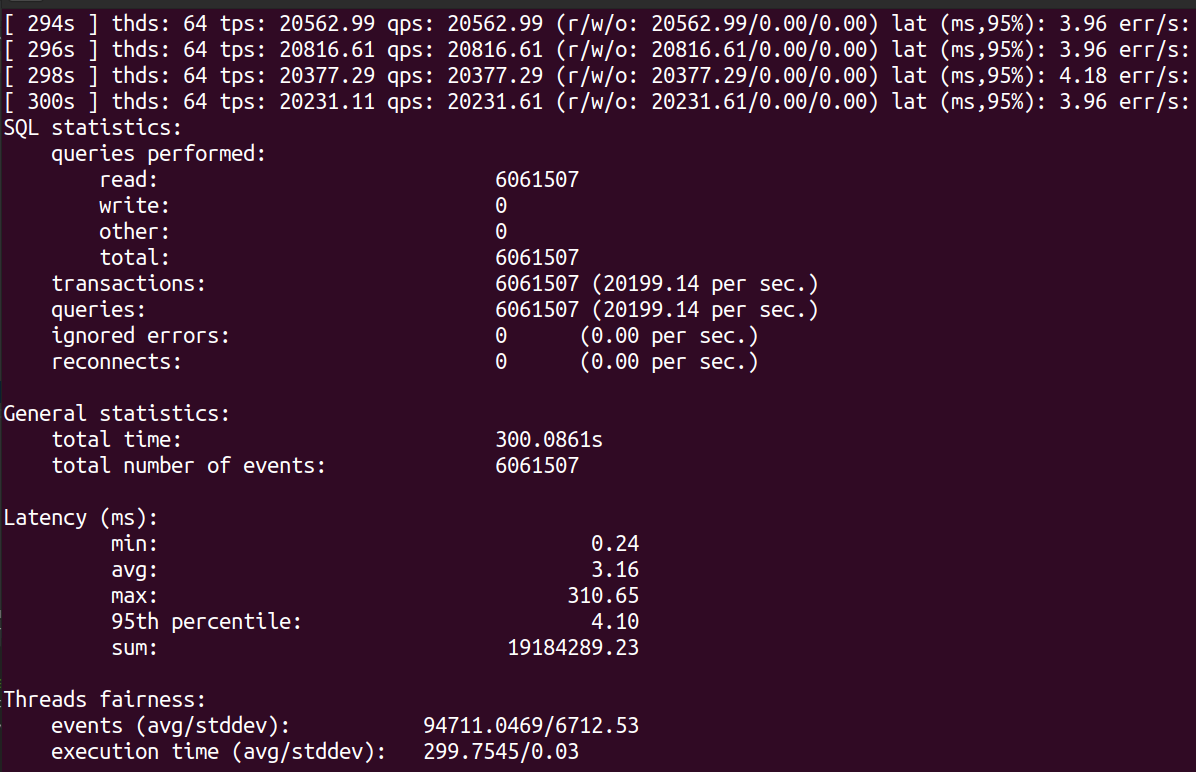 [ 294s ] thds: 64 tps: 20562.99 qps: 20562.99 (r/w/o: 20562.99/0.00/0.00) lat (ms,95%): 3.96 err/s:
[ 296s ] thds: 64 tps: 20816.61 qps: 20816.61 (r/w/o: 20816.61/0.00/0.00) lat (ms,95%): 3.96 err/s:
[ 298s ] thds: 64 tps: 20377.29 qps: 20377.29 (r/w/o: 20377.29/0.00/0.00) lat (ms,95%): 4.18 err/s:
[ 300s ] thds: 64 tps: 20231.11 qps: 20231.61 (r/w/o: 20231.61/0.00/0.00) lat (ms,95%): 3.96 err/s:
SQL statistics:
    queries performed:
        read:                            6061507
        write:                           0
        other:                           0
        total:                           6061507
    transactions:                        6061507 (20199.14 per sec.)
    queries:                             6061507 (20199.14 per sec.)
    ignored errors:                      0      (0.00 per sec.)
    reconnects:                          0      (0.00 per sec.)

General statistics:
    total time:                          300.0861s
    total number of events:              6061507

Latency (ms):
         min:                                    0.24
         avg:                                    3.16
         max:                                  310.65
         95th percentile:                        4.10
         sum:                             19184289.23

Threads fairness:
    events (avg/stddev):           94711.0469/6712.53
    execution time (avg/stddev):   299.7545/0.03